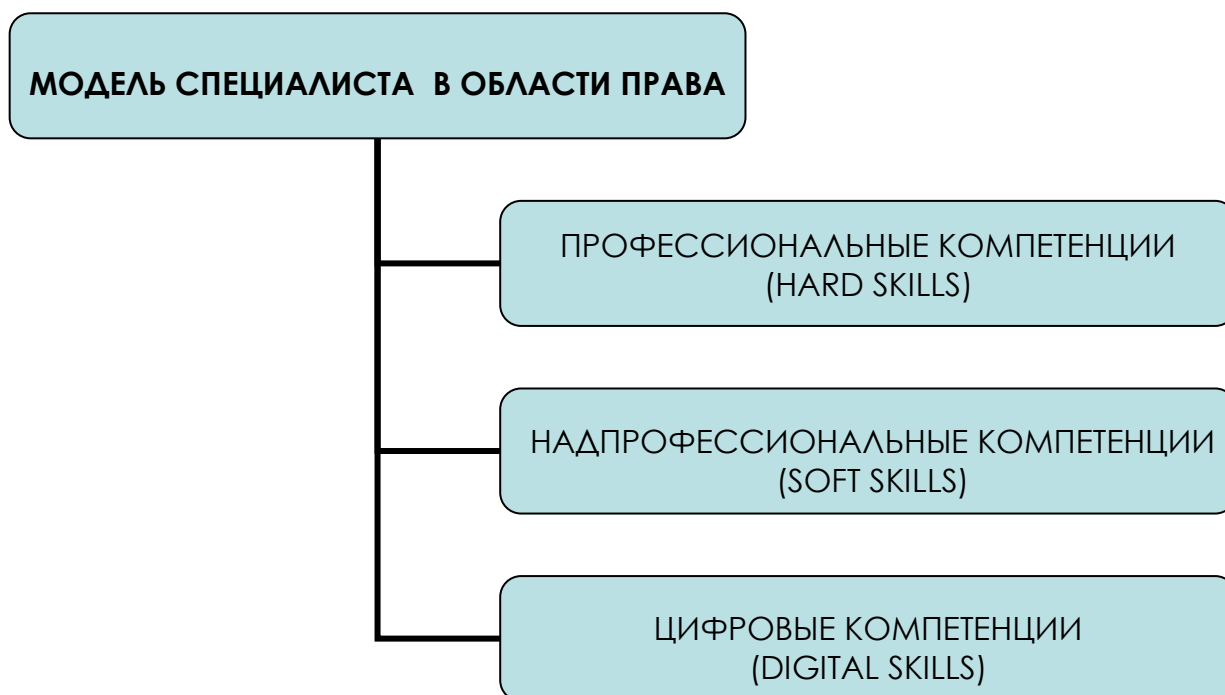 МОДЕЛЬ СПЕЦИАЛИСТА В ОБЛАСТИ ПРАВА
ПРОФЕССИОНАЛЬНЫЕ КОМПЕТЕНЦИИ
(HARD SKILLS)
НАДПРОФЕССИОНАЛЬНЫЕ КОМПЕТЕНЦИИ
(SOFT SKILLS)
ЦИФРОВЫЕ КОМПЕТЕНЦИИ
(DIGITAL SKILLS)